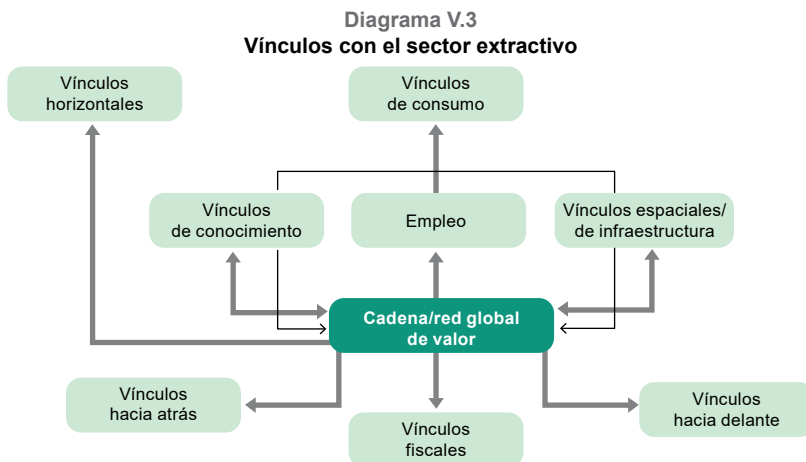 Diagrama V.3
Vínculos con el sector extractivo
Vínculos
horizontales
Vínculos
de consumo
Vínculos
de conocimiento
Empleo
Vínculos espaciales/
de infraestructura
Cadena/red global
de valor
Vínculos
hacia atrás
Vínculos
fiscales
Vínculos
hacia delante